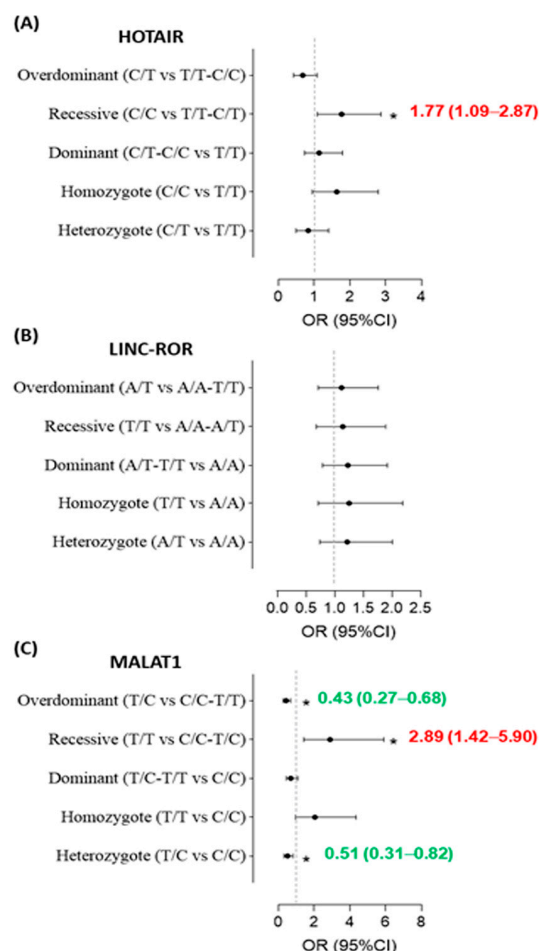 (A)
HOTAIR
Overdominant (C/T vs T/T-C/C)
Recessive (C/C vs T/T-C/T) * 1.77 (1.09–2.87)
Dominant (C/T-C/C vs T/T)
Homozygote (C/C vs T/T)
Heterozygote (C/T vs T/T)
0 1 2 3 4
OR (95%CI)
(B)
LINC-ROR
Overdominant (A/T vs A/A-T/T)
Recessive (T/T vs A/A-A/T)
Dominant (A/T-T/T vs A/A)
Homozygote (T/T vs A/A)
Heterozygote (A/T vs A/A)
0.0 0.5 1.0 1.5 2.0 2.5
OR (95%CI)
(C)
MALAT1
Overdominant (T/C vs C/C-T/T) * 0.43 (0.27–0.68)
Recessive (T/T vs C/C-T/C) * 2.89 (1.42–5.90)
Dominant (T/C-T/T vs C/C)
Homozygote (T/T vs C/C)
Heterozygote (T/C vs C/C) * 0.51 (0.31–0.82)
0 2 4 6 8
OR (95%CI)